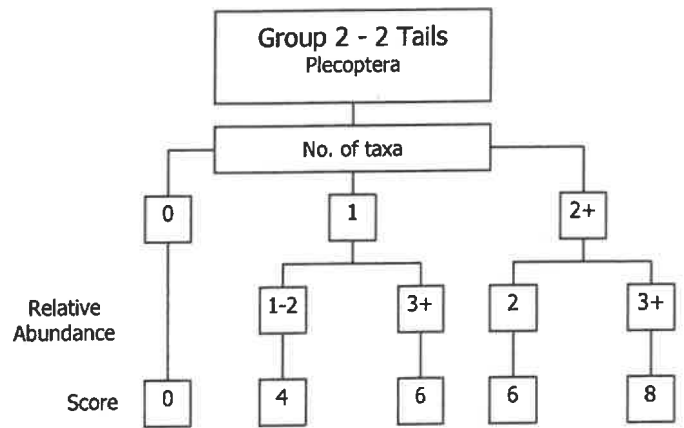 Group 2 - 2 Tails
Plecoptera
No. of taxa
0 1 2+
Relative Abundance 1-2 3+ 2 3+
Score 0 4 6 6 8